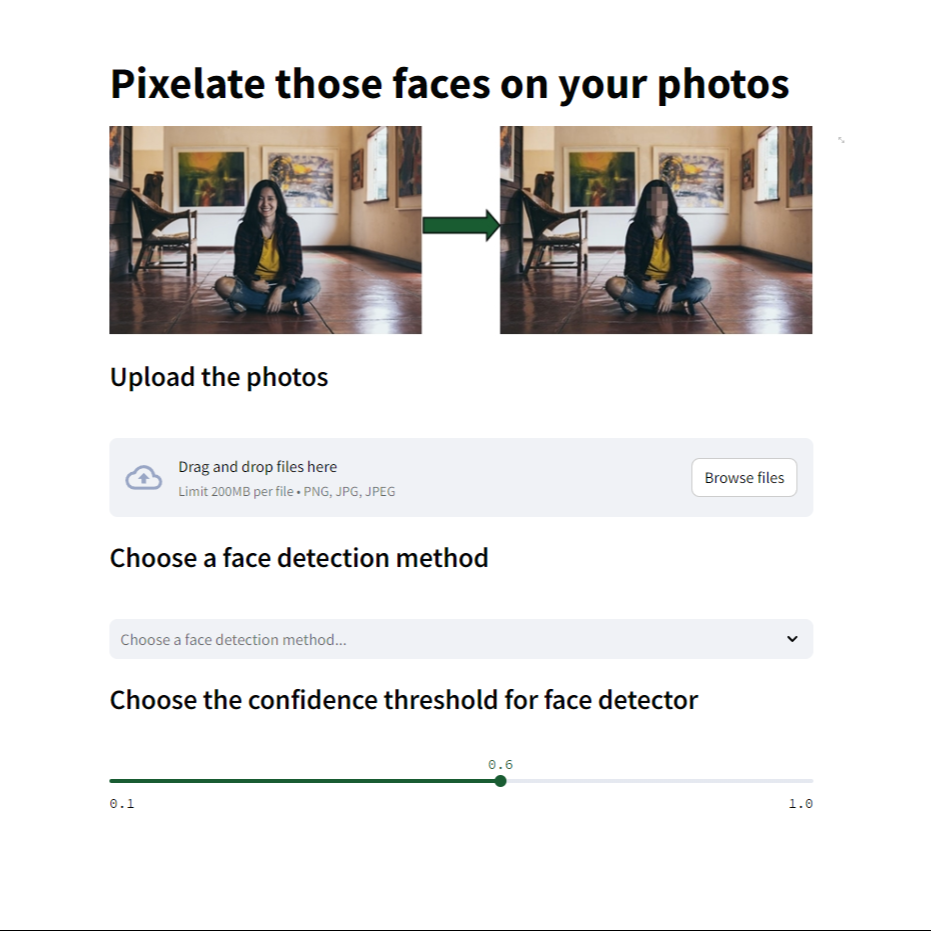 Pixelate those faces on your photos
Upload the photos
Drag and drop files here
Limit 200MB per file • PNG, JPG, JPEG
Browse files
Choose a face detection method
Choose a face detection method...
Choose the confidence threshold for face detector
0.6
0.1
1.0